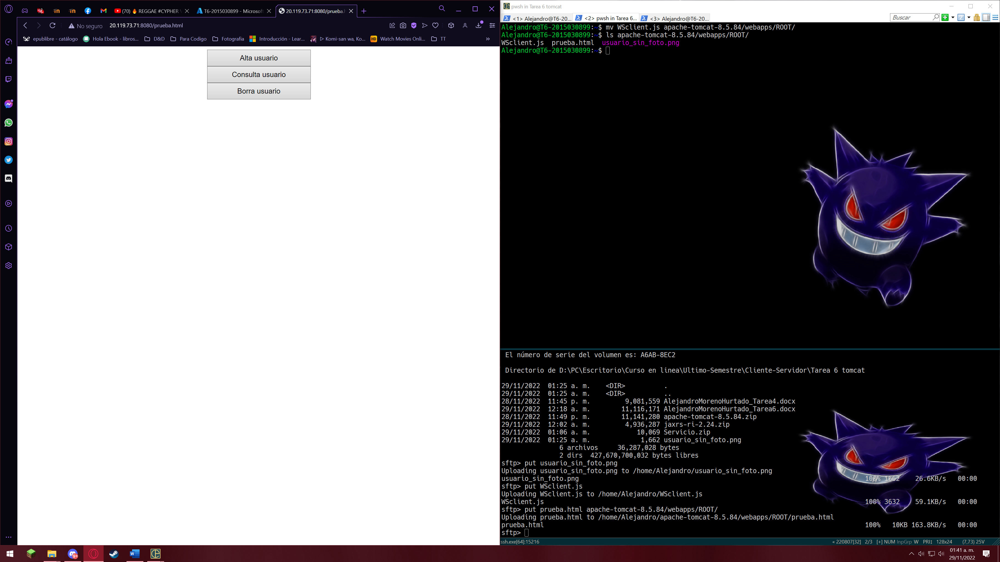 (70) 🔥 REGGAE #CYPHER
T6-2015030899 - Microsoft
20.119.73.71:8080/prueba.h
No seguro
20.119.73.71:8080/prueba.html
epublibre - catálogo
Hola Ebook - libros...
D&D
Para Codigo
Fotografia
Introducción - Lear...
▷ Komi-san wa, Ko...
HD
Watch Movies Onli...
TT
»
Alta usuario
Consulta usuario
Borra usuario
pwsh in Tarea 6 tomcat
<1> Alejandro@T6-20...
<2> pwsh in Tarea 6...
<3> Alejandro@T6-20...
Buscar
Alejandro@T6-2015030899:~$ mv WSclient.js apache-tomcat-8.5.84/webapps/ROOT/
Alejandro@T6-2015030899:~$ ls apache-tomcat-8.5.84/webapps/ROOT/
WSclient.js  prueba.html  usuario_sin_foto.png
Alejandro@T6-2015030899:~$
El número de serie del volumen es: A6AB-8EC2
Directorio de D:\PC\Escritorio\Curso en linea\Ultimo-Semestre\Cliente-Servidor\Tarea 6 tomcat
29/11/2022  01:25 a. m.    <DIR>          .
29/11/2022  01:25 a. m.    <DIR>          ..
28/11/2022  11:45 p. m.         9,081,559 AlejandroMorenoHurtado_Tarea4.docx
29/11/2022  12:18 a. m.        11,116,171 AlejandroMorenoHurtado_Tarea6.docx
28/11/2022  11:49 p. m.        11,141,280 apache-tomcat-8.5.84.zip
29/11/2022  12:02 a. m.         4,936,287 jaxrs-ri-2.24.zip
29/11/2022  01:06 a. m.            10,069 Servicio.zip
29/11/2022  01:25 a. m.             1,662 usuario_sin_foto.png
6 archivos     36,287,028 bytes
2 dirs  427,670,700,032 bytes libres
sftp> put usuario_sin_foto.png
Uploading usuario_sin_foto.png to /home/Alejandro/usuario_sin_foto.png
usuario_sin_foto.png 100% 1662 26.6KB/s 00:00
sftp> put WSclient.js
Uploading WSclient.js to /home/Alejandro/WSclient.js
WSclient.js 100% 3632 59.1KB/s 00:00
sftp> put prueba.html apache-tomcat-8.5.84/webapps/ROOT/
Uploading prueba.html to /home/Alejandro/apache-tomcat-8.5.84/webapps/ROOT/prueba.html
prueba.html 100% 10KB 163.8KB/s 00:00
sftp>
ssh.exe[64]:15216
« 220807[32] 2/3 [+] NUM InpGrp W PRI↕ 128x24 (7,73) 25V
9+
01:41 a. m.
29/11/2022